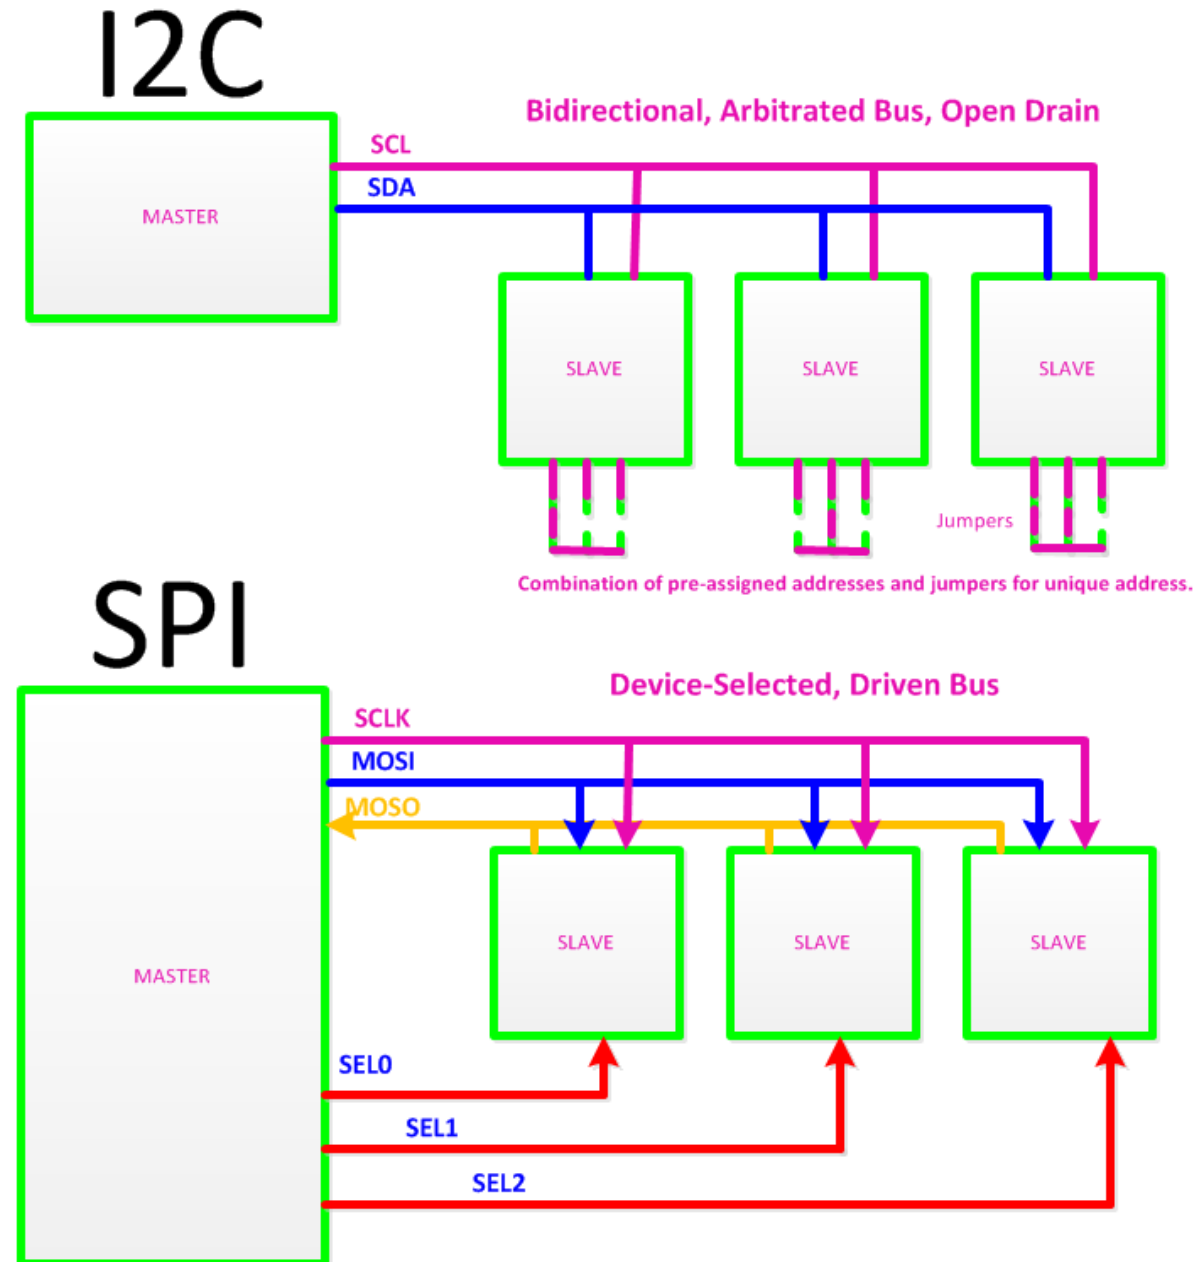 I2C
Bidirectional, Arbitrated Bus, Open Drain
SCL
SDA
MASTER
SLAVE
SLAVE
SLAVE
Jumpers
Combination of pre-assigned addresses and jumpers for unique address.
SPI
Device-Selected, Driven Bus
SCLK
MOSI
MOSO
SLAVE
SLAVE
SLAVE
MASTER
SEL0
SEL1
SEL2